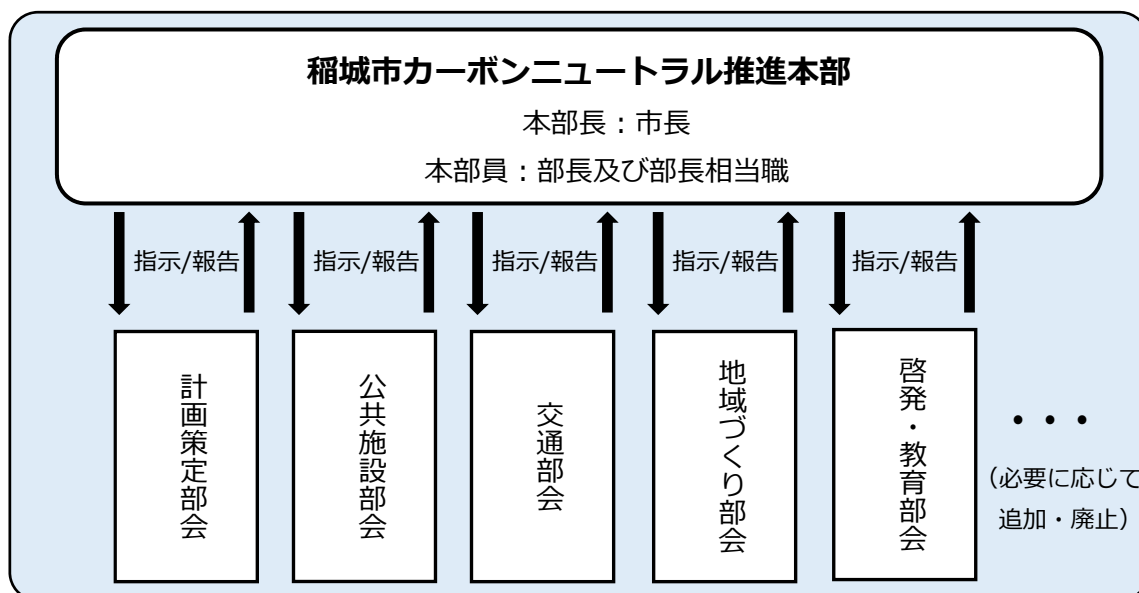 稲城市カーボンニュートラル推進本部
本部長：市長
本部員：部長及び部長相当職
指示/報告
指示/報告
指示/報告
指示/報告
指示/報告
計画策定部会
公共施設部会
交通部会
地域づくり部会
啓発・教育部会
・・・
（必要に応じて
追加・廃止）